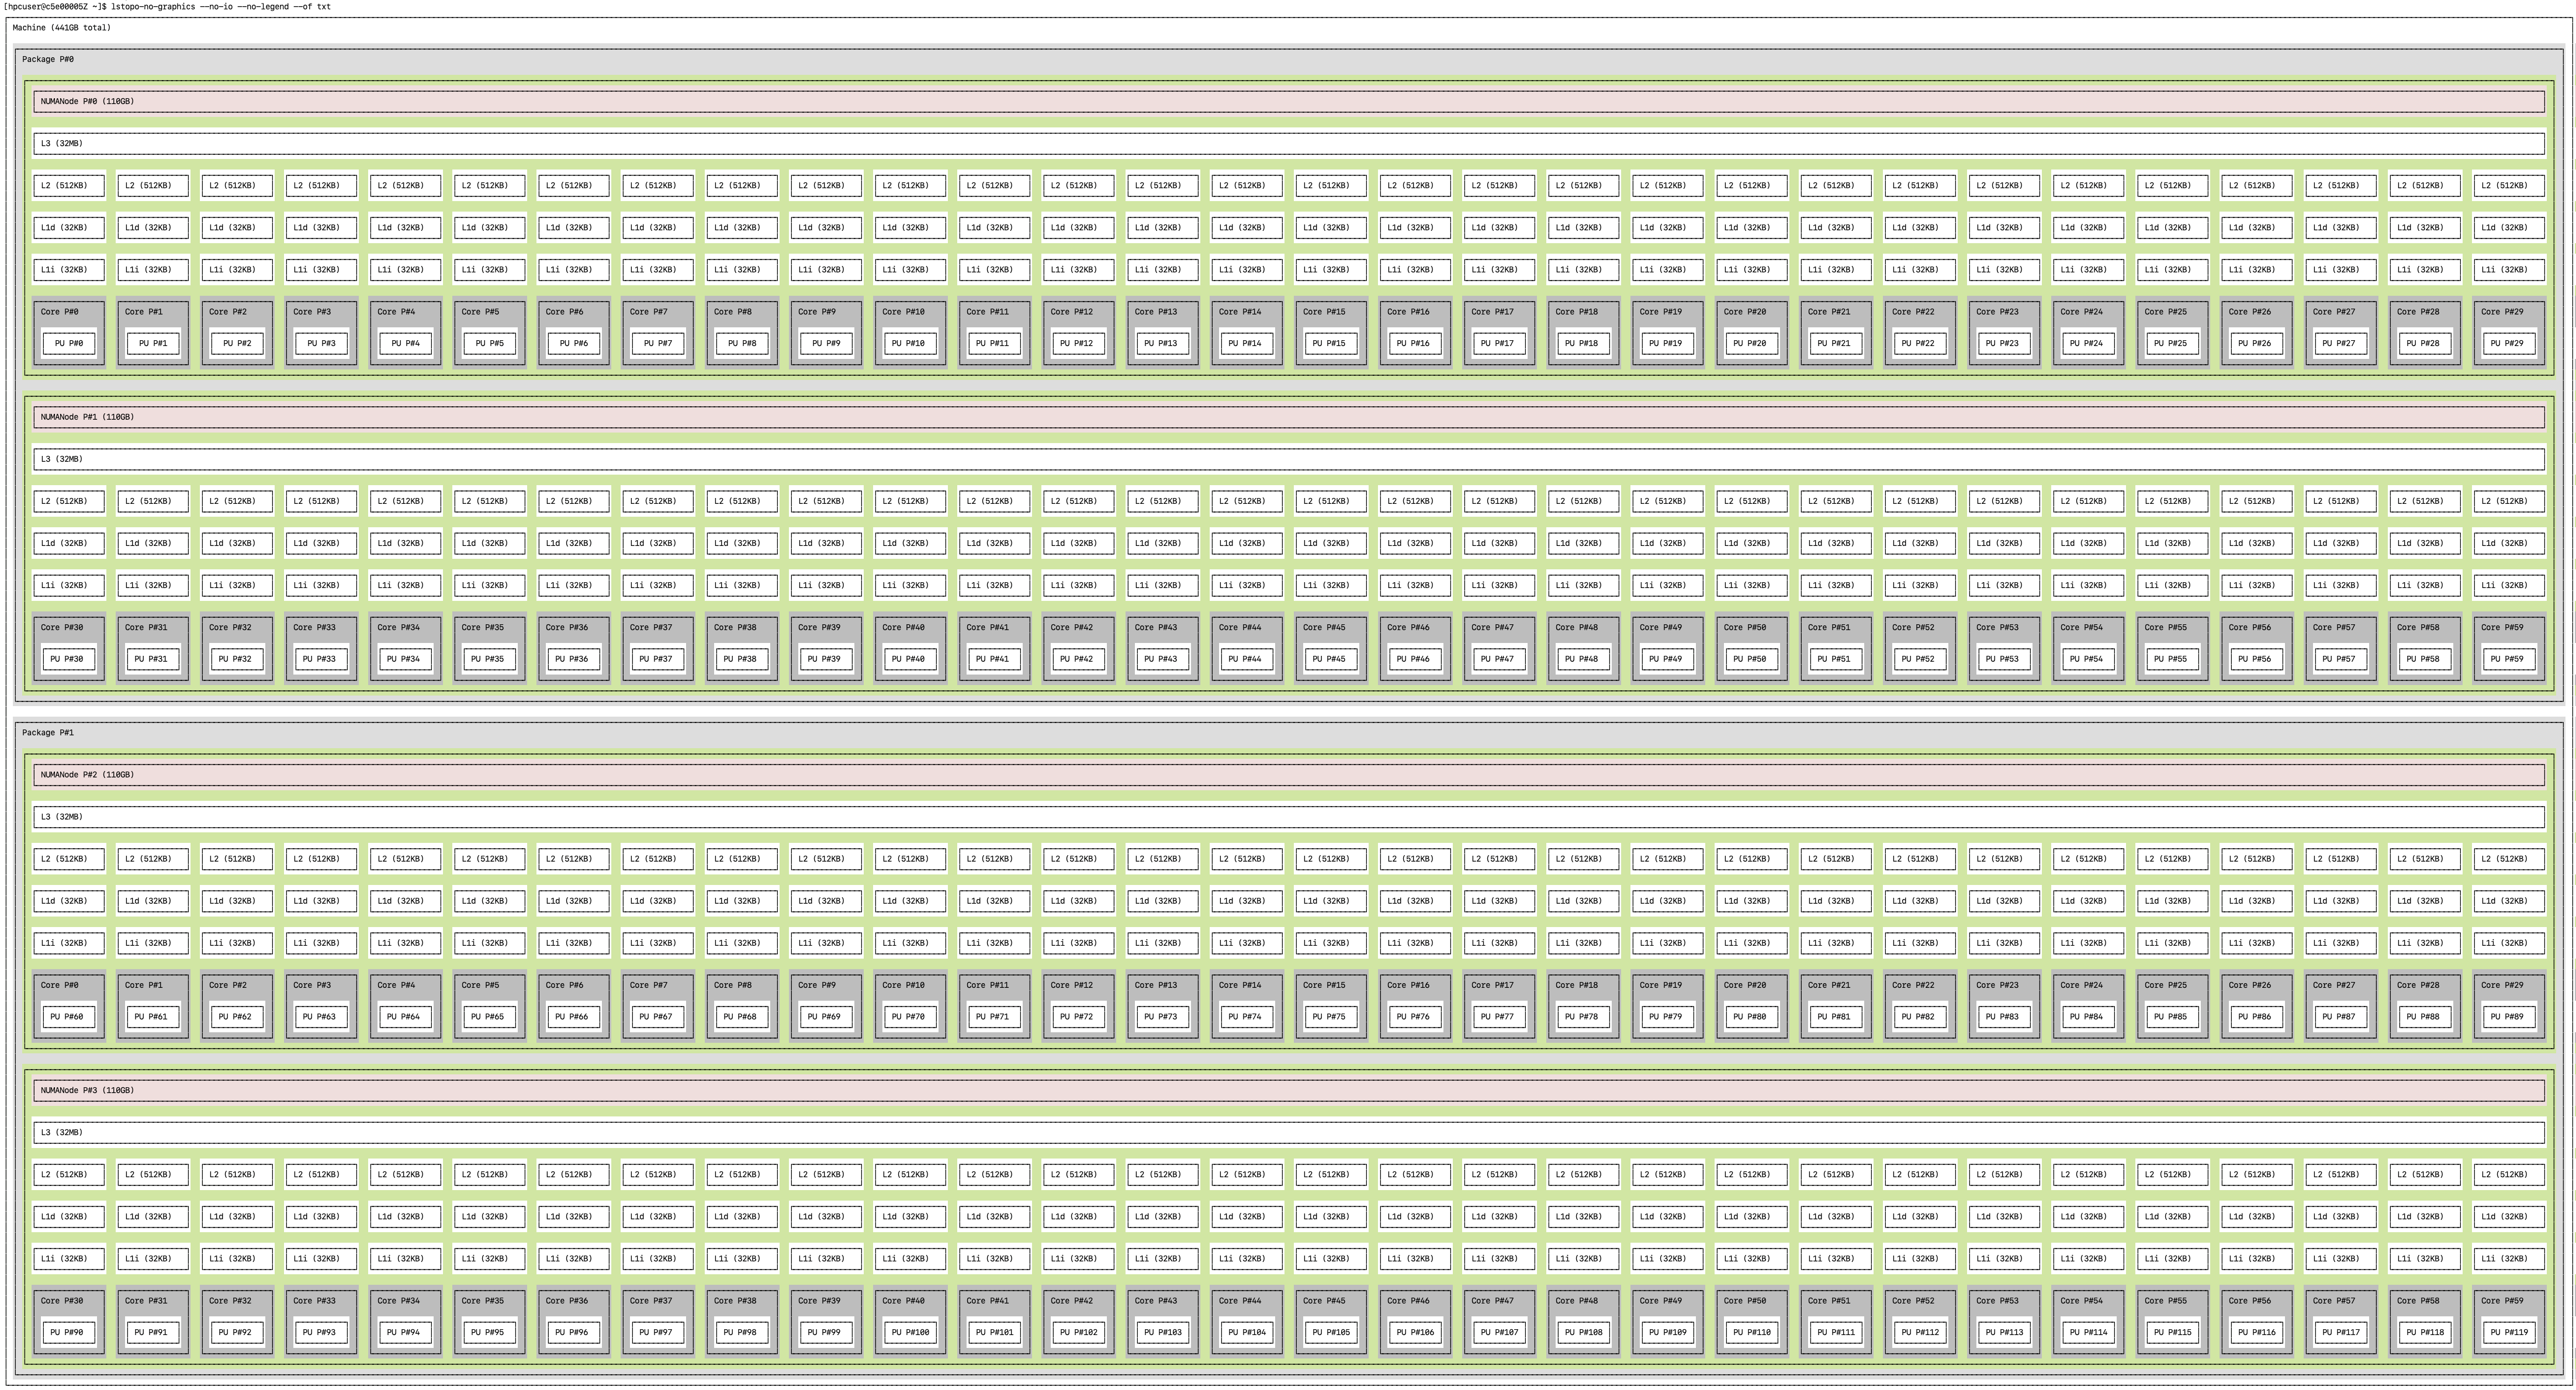 [hpcuser@c5e00005Z ~]$ lstopo-no-graphics --no-io --no-legend --of txt
Machine (441GB total)
Package P#0
NUMANode P#0 (110GB)
L3 (32MB)
L2 (512KB) L2 (512KB) L2 (512KB) L2 (512KB) L2 (512KB) L2 (512KB) L2 (512KB) L2 (512KB) L2 (512KB) L2 (512KB) L2 (512KB) L2 (512KB) L2 (512KB) L2 (512KB) L2 (512KB) L2 (512KB) L2 (512KB) L2 (512KB) L2 (512KB) L2 (512KB) L2 (512KB) L2 (512KB) L2 (512KB) L2 (512KB) L2 (512KB) L2 (512KB) L2 (512KB) L2 (512KB) L2 (512KB) L2 (512KB)
L1d (32KB) L1d (32KB) L1d (32KB) L1d (32KB) L1d (32KB) L1d (32KB) L1d (32KB) L1d (32KB) L1d (32KB) L1d (32KB) L1d (32KB) L1d (32KB) L1d (32KB) L1d (32KB) L1d (32KB) L1d (32KB) L1d (32KB) L1d (32KB) L1d (32KB) L1d (32KB) L1d (32KB) L1d (32KB) L1d (32KB) L1d (32KB) L1d (32KB) L1d (32KB) L1d (32KB) L1d (32KB) L1d (32KB) L1d (32KB)
L1i (32KB) L1i (32KB) L1i (32KB) L1i (32KB) L1i (32KB) L1i (32KB) L1i (32KB) L1i (32KB) L1i (32KB) L1i (32KB) L1i (32KB) L1i (32KB) L1i (32KB) L1i (32KB) L1i (32KB) L1i (32KB) L1i (32KB) L1i (32KB) L1i (32KB) L1i (32KB) L1i (32KB) L1i (32KB) L1i (32KB) L1i (32KB) L1i (32KB) L1i (32KB) L1i (32KB) L1i (32KB) L1i (32KB) L1i (32KB)
Core P#0 Core P#1 Core P#2 Core P#3 Core P#4 Core P#5 Core P#6 Core P#7 Core P#8 Core P#9 Core P#10 Core P#11 Core P#12 Core P#13 Core P#14 Core P#15 Core P#16 Core P#17 Core P#18 Core P#19 Core P#20 Core P#21 Core P#22 Core P#23 Core P#24 Core P#25 Core P#26 Core P#27 Core P#28 Core P#29
PU P#0 PU P#1 PU P#2 PU P#3 PU P#4 PU P#5 PU P#6 PU P#7 PU P#8 PU P#9 PU P#10 PU P#11 PU P#12 PU P#13 PU P#14 PU P#15 PU P#16 PU P#17 PU P#18 PU P#19 PU P#20 PU P#21 PU P#22 PU P#23 PU P#24 PU P#25 PU P#26 PU P#27 PU P#28 PU P#29
NUMANode P#1 (110GB)
L3 (32MB)
L2 (512KB) L2 (512KB) L2 (512KB) L2 (512KB) L2 (512KB) L2 (512KB) L2 (512KB) L2 (512KB) L2 (512KB) L2 (512KB) L2 (512KB) L2 (512KB) L2 (512KB) L2 (512KB) L2 (512KB) L2 (512KB) L2 (512KB) L2 (512KB) L2 (512KB) L2 (512KB) L2 (512KB) L2 (512KB) L2 (512KB) L2 (512KB) L2 (512KB) L2 (512KB) L2 (512KB) L2 (512KB) L2 (512KB) L2 (512KB)
L1d (32KB) L1d (32KB) L1d (32KB) L1d (32KB) L1d (32KB) L1d (32KB) L1d (32KB) L1d (32KB) L1d (32KB) L1d (32KB) L1d (32KB) L1d (32KB) L1d (32KB) L1d (32KB) L1d (32KB) L1d (32KB) L1d (32KB) L1d (32KB) L1d (32KB) L1d (32KB) L1d (32KB) L1d (32KB) L1d (32KB) L1d (32KB) L1d (32KB) L1d (32KB) L1d (32KB) L1d (32KB) L1d (32KB) L1d (32KB)
L1i (32KB) L1i (32KB) L1i (32KB) L1i (32KB) L1i (32KB) L1i (32KB) L1i (32KB) L1i (32KB) L1i (32KB) L1i (32KB) L1i (32KB) L1i (32KB) L1i (32KB) L1i (32KB) L1i (32KB) L1i (32KB) L1i (32KB) L1i (32KB) L1i (32KB) L1i (32KB) L1i (32KB) L1i (32KB) L1i (32KB) L1i (32KB) L1i (32KB) L1i (32KB) L1i (32KB) L1i (32KB) L1i (32KB) L1i (32KB)
Core P#30 Core P#31 Core P#32 Core P#33 Core P#34 Core P#35 Core P#36 Core P#37 Core P#38 Core P#39 Core P#40 Core P#41 Core P#42 Core P#43 Core P#44 Core P#45 Core P#46 Core P#47 Core P#48 Core P#49 Core P#50 Core P#51 Core P#52 Core P#53 Core P#54 Core P#55 Core P#56 Core P#57 Core P#58 Core P#59
PU P#30 PU P#31 PU P#32 PU P#33 PU P#34 PU P#35 PU P#36 PU P#37 PU P#38 PU P#39 PU P#40 PU P#41 PU P#42 PU P#43 PU P#44 PU P#45 PU P#46 PU P#47 PU P#48 PU P#49 PU P#50 PU P#51 PU P#52 PU P#53 PU P#54 PU P#55 PU P#56 PU P#57 PU P#58 PU P#59
Package P#1
NUMANode P#2 (110GB)
L3 (32MB)
L2 (512KB) L2 (512KB) L2 (512KB) L2 (512KB) L2 (512KB) L2 (512KB) L2 (512KB) L2 (512KB) L2 (512KB) L2 (512KB) L2 (512KB) L2 (512KB) L2 (512KB) L2 (512KB) L2 (512KB) L2 (512KB) L2 (512KB) L2 (512KB) L2 (512KB) L2 (512KB) L2 (512KB) L2 (512KB) L2 (512KB) L2 (512KB) L2 (512KB) L2 (512KB) L2 (512KB) L2 (512KB) L2 (512KB) L2 (512KB)
L1d (32KB) L1d (32KB) L1d (32KB) L1d (32KB) L1d (32KB) L1d (32KB) L1d (32KB) L1d (32KB) L1d (32KB) L1d (32KB) L1d (32KB) L1d (32KB) L1d (32KB) L1d (32KB) L1d (32KB) L1d (32KB) L1d (32KB) L1d (32KB) L1d (32KB) L1d (32KB) L1d (32KB) L1d (32KB) L1d (32KB) L1d (32KB) L1d (32KB) L1d (32KB) L1d (32KB) L1d (32KB) L1d (32KB) L1d (32KB)
L1i (32KB) L1i (32KB) L1i (32KB) L1i (32KB) L1i (32KB) L1i (32KB) L1i (32KB) L1i (32KB) L1i (32KB) L1i (32KB) L1i (32KB) L1i (32KB) L1i (32KB) L1i (32KB) L1i (32KB) L1i (32KB) L1i (32KB) L1i (32KB) L1i (32KB) L1i (32KB) L1i (32KB) L1i (32KB) L1i (32KB) L1i (32KB) L1i (32KB) L1i (32KB) L1i (32KB) L1i (32KB) L1i (32KB) L1i (32KB)
Core P#0 Core P#1 Core P#2 Core P#3 Core P#4 Core P#5 Core P#6 Core P#7 Core P#8 Core P#9 Core P#10 Core P#11 Core P#12 Core P#13 Core P#14 Core P#15 Core P#16 Core P#17 Core P#18 Core P#19 Core P#20 Core P#21 Core P#22 Core P#23 Core P#24 Core P#25 Core P#26 Core P#27 Core P#28 Core P#29
PU P#60 PU P#61 PU P#62 PU P#63 PU P#64 PU P#65 PU P#66 PU P#67 PU P#68 PU P#69 PU P#70 PU P#71 PU P#72 PU P#73 PU P#74 PU P#75 PU P#76 PU P#77 PU P#78 PU P#79 PU P#80 PU P#81 PU P#82 PU P#83 PU P#84 PU P#85 PU P#86 PU P#87 PU P#88 PU P#89
NUMANode P#3 (110GB)
L3 (32MB)
L2 (512KB) L2 (512KB) L2 (512KB) L2 (512KB) L2 (512KB) L2 (512KB) L2 (512KB) L2 (512KB) L2 (512KB) L2 (512KB) L2 (512KB) L2 (512KB) L2 (512KB) L2 (512KB) L2 (512KB) L2 (512KB) L2 (512KB) L2 (512KB) L2 (512KB) L2 (512KB) L2 (512KB) L2 (512KB) L2 (512KB) L2 (512KB) L2 (512KB) L2 (512KB) L2 (512KB) L2 (512KB) L2 (512KB) L2 (512KB)
L1d (32KB) L1d (32KB) L1d (32KB) L1d (32KB) L1d (32KB) L1d (32KB) L1d (32KB) L1d (32KB) L1d (32KB) L1d (32KB) L1d (32KB) L1d (32KB) L1d (32KB) L1d (32KB) L1d (32KB) L1d (32KB) L1d (32KB) L1d (32KB) L1d (32KB) L1d (32KB) L1d (32KB) L1d (32KB) L1d (32KB) L1d (32KB) L1d (32KB) L1d (32KB) L1d (32KB) L1d (32KB) L1d (32KB) L1d (32KB)
L1i (32KB) L1i (32KB) L1i (32KB) L1i (32KB) L1i (32KB) L1i (32KB) L1i (32KB) L1i (32KB) L1i (32KB) L1i (32KB) L1i (32KB) L1i (32KB) L1i (32KB) L1i (32KB) L1i (32KB) L1i (32KB) L1i (32KB) L1i (32KB) L1i (32KB) L1i (32KB) L1i (32KB) L1i (32KB) L1i (32KB) L1i (32KB) L1i (32KB) L1i (32KB) L1i (32KB) L1i (32KB) L1i (32KB) L1i (32KB)
Core P#30 Core P#31 Core P#32 Core P#33 Core P#34 Core P#35 Core P#36 Core P#37 Core P#38 Core P#39 Core P#40 Core P#41 Core P#42 Core P#43 Core P#44 Core P#45 Core P#46 Core P#47 Core P#48 Core P#49 Core P#50 Core P#51 Core P#52 Core P#53 Core P#54 Core P#55 Core P#56 Core P#57 Core P#58 Core P#59
PU P#90 PU P#91 PU P#92 PU P#93 PU P#94 PU P#95 PU P#96 PU P#97 PU P#98 PU P#99 PU P#100 PU P#101 PU P#102 PU P#103 PU P#104 PU P#105 PU P#106 PU P#107 PU P#108 PU P#109 PU P#110 PU P#111 PU P#112 PU P#113 PU P#114 PU P#115 PU P#116 PU P#117 PU P#118 PU P#119